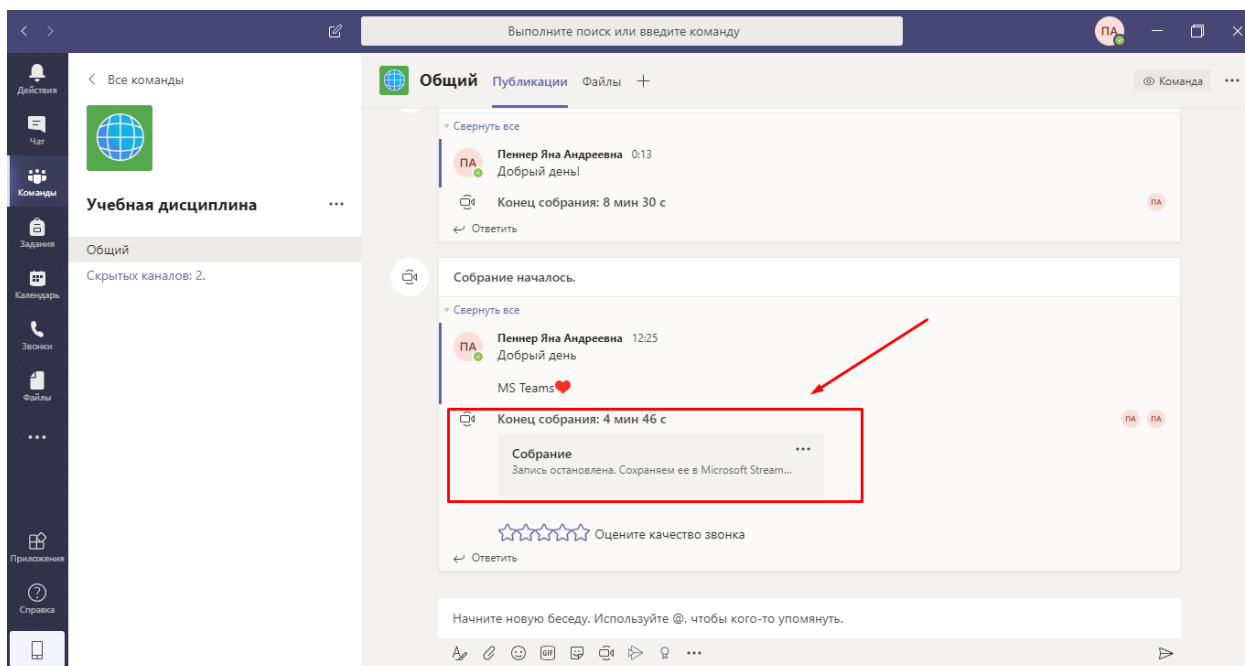 Выполните поиск или введите команду
ПА
Действия
Чат
Команды
Задания
Календарь
Звонки
Файлы
Приложения
Справка
Все команды
Учебная дисциплина
Общий
Скрытых каналов: 2.
Общий Публикации Файлы
Команда
Свернуть все
ПА Пеннер Яна Андреевна 0:13
Добрый день!
Конец собрания: 8 мин 30 с ПА
Ответить
Собрание началось.
Свернуть все
ПА Пеннер Яна Андреевна 12:25
Добрый день
MS Teams
Конец собрания: 4 мин 46 с ПА ПА
Собрание
Запись остановлена. Сохраняем ее в Microsoft Stream...
Оцените качество звонка
Ответить
Начните новую беседу. Используйте @, чтобы кого-то упомянуть.
GIF